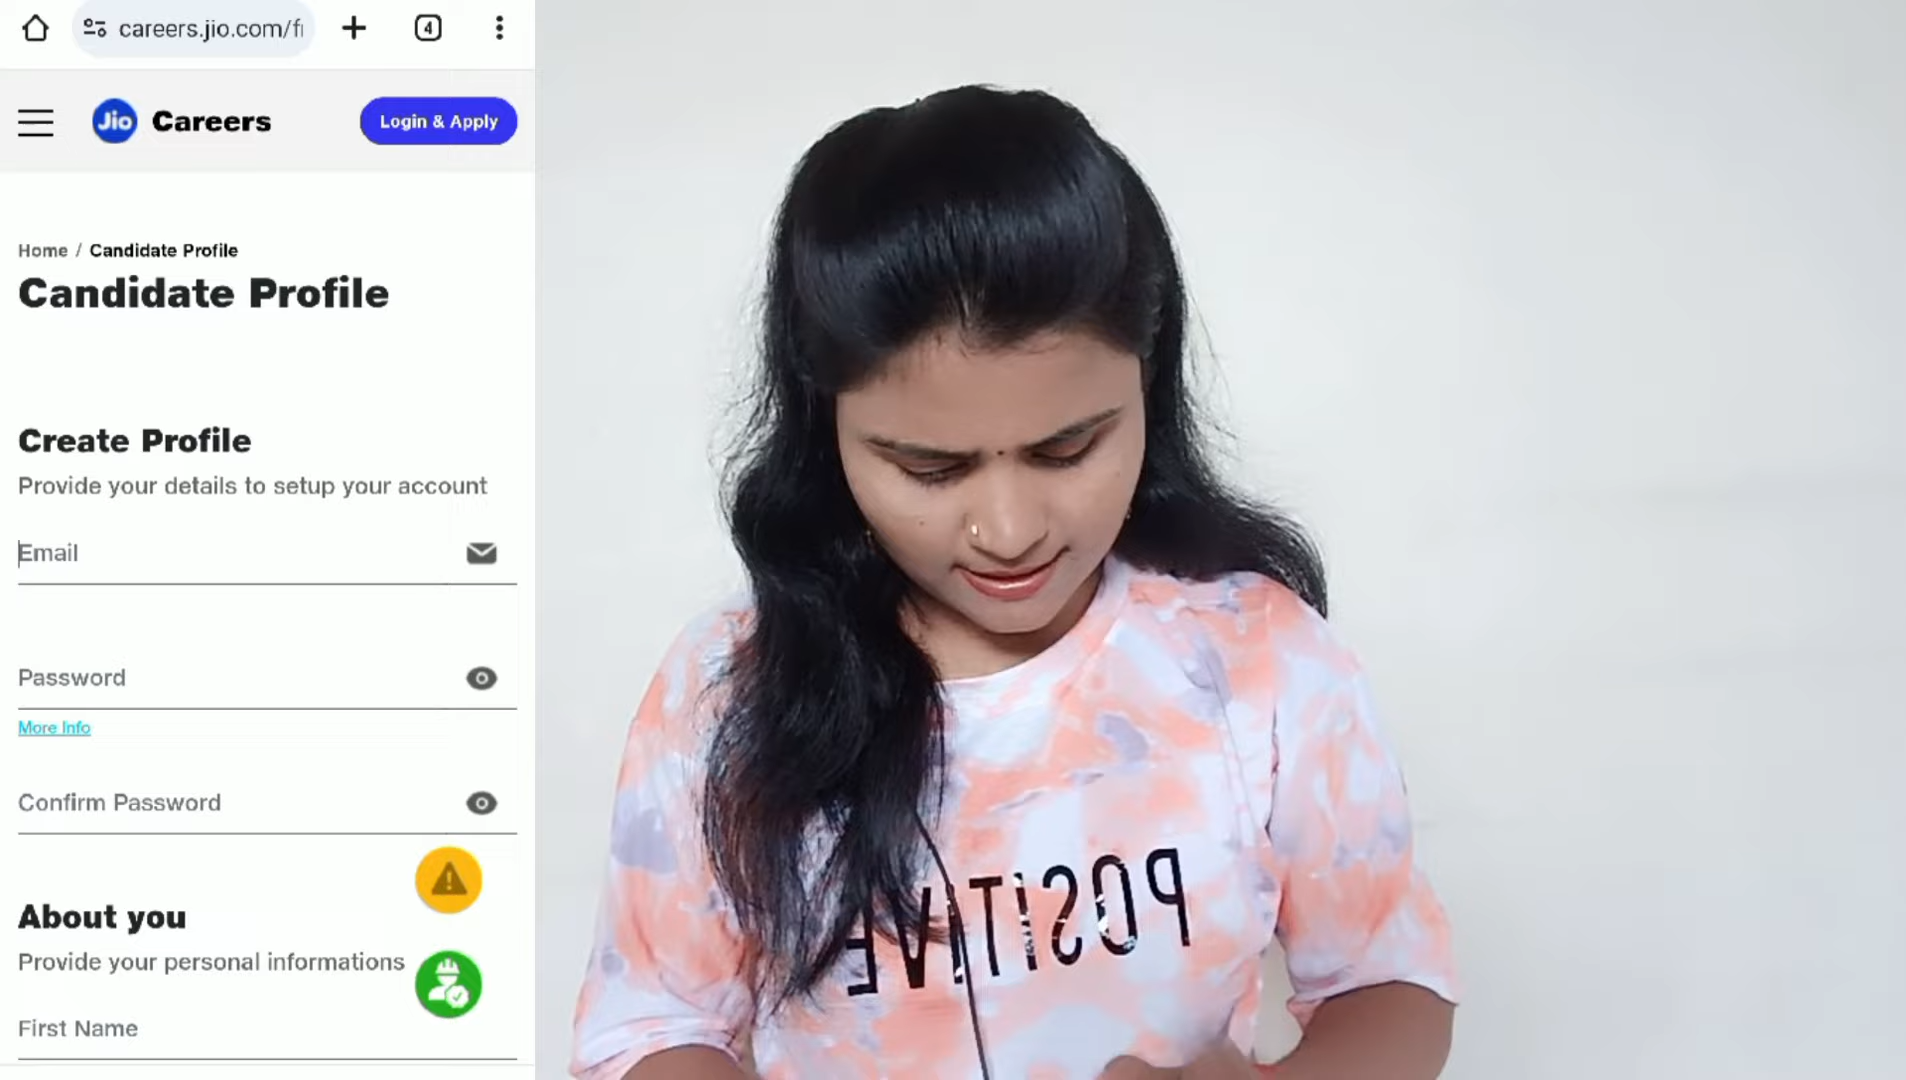 careers.jio.com/fi
4
Jio Careers
Login & Apply
Home / Candidate Profile
Candidate Profile
Create Profile
Provide your details to setup your account
Email
Password
More Info
Confirm Password
About you
Provide your personal informations
First Name
POSITIVE